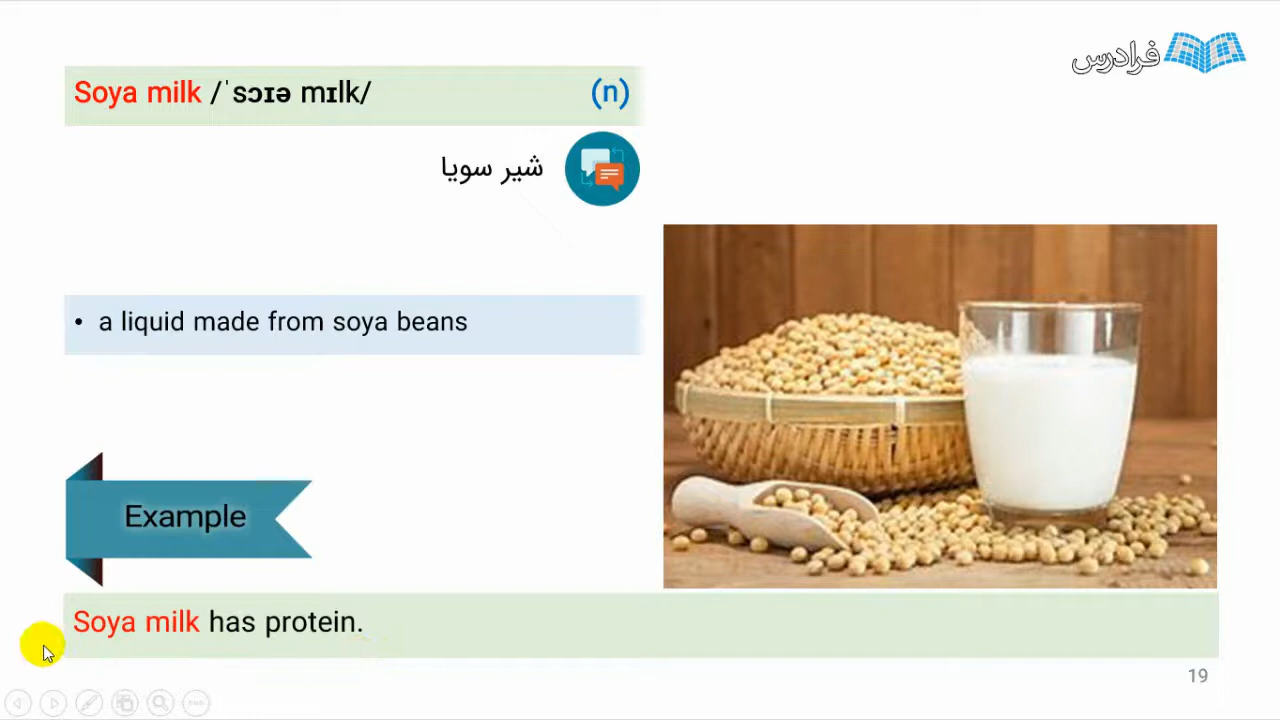 فرادرس
Soya milk /ˈsɔɪə mɪlk/ (n)
شیر سویا
• a liquid made from soya beans
Example
Soya milk has protein.
19